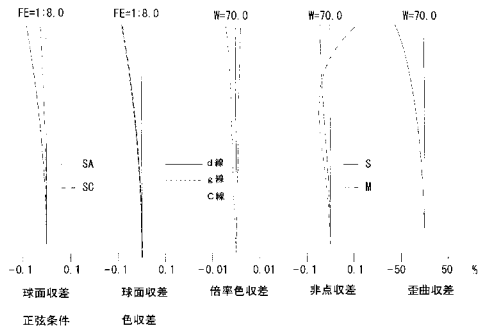 FE=1:8.0 FE=1:8.0 W=70.0 W=70.0 W=70.0
SA
SC
d線
g線
C線
S
M
-0.1 0.1 -0.1 0.1 -0.01 0.01 -0.1 0.1 -50 50 %
球面収差 球面収差 倍率色収差 非点収差 歪曲収差
正弦条件 色収差